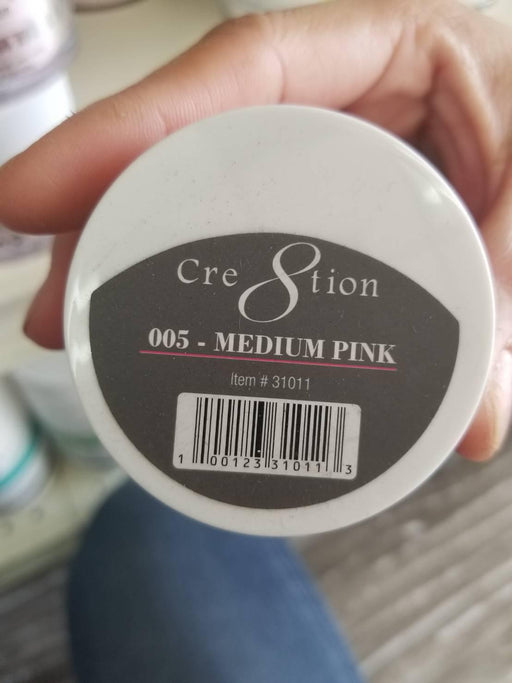 Cre8tion
005 - MEDIUM PINK
Item # 31011
1 00123 31011 3